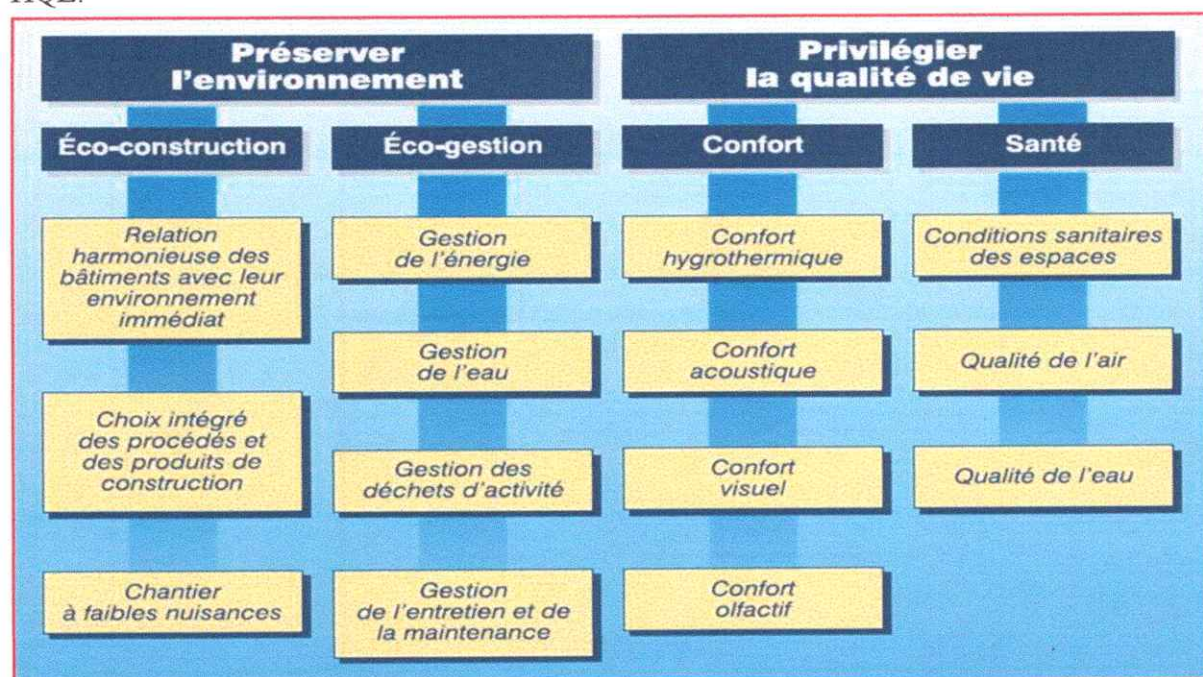 HQE.
Préserver
l'environnement
Privilégier
la qualité de vie
Éco-construction
Éco-gestion
Confort
Santé
Relation
harmonieuse des
bâtiments avec leur
environnement
immédiat
Choix intégré
des procédés et
des produits de
construction
Chantier
à faibles nuisances
Gestion
de l'énergie
Gestion
de l'eau
Gestion des
déchets d'activité
Gestion
de l'entretien et de
la maintenance
Confort
hygrothermique
Confort
acoustique
Confort
visuel
Confort
olfactif
Conditions sanitaires
des espaces
Qualité de l'air
Qualité de l'eau